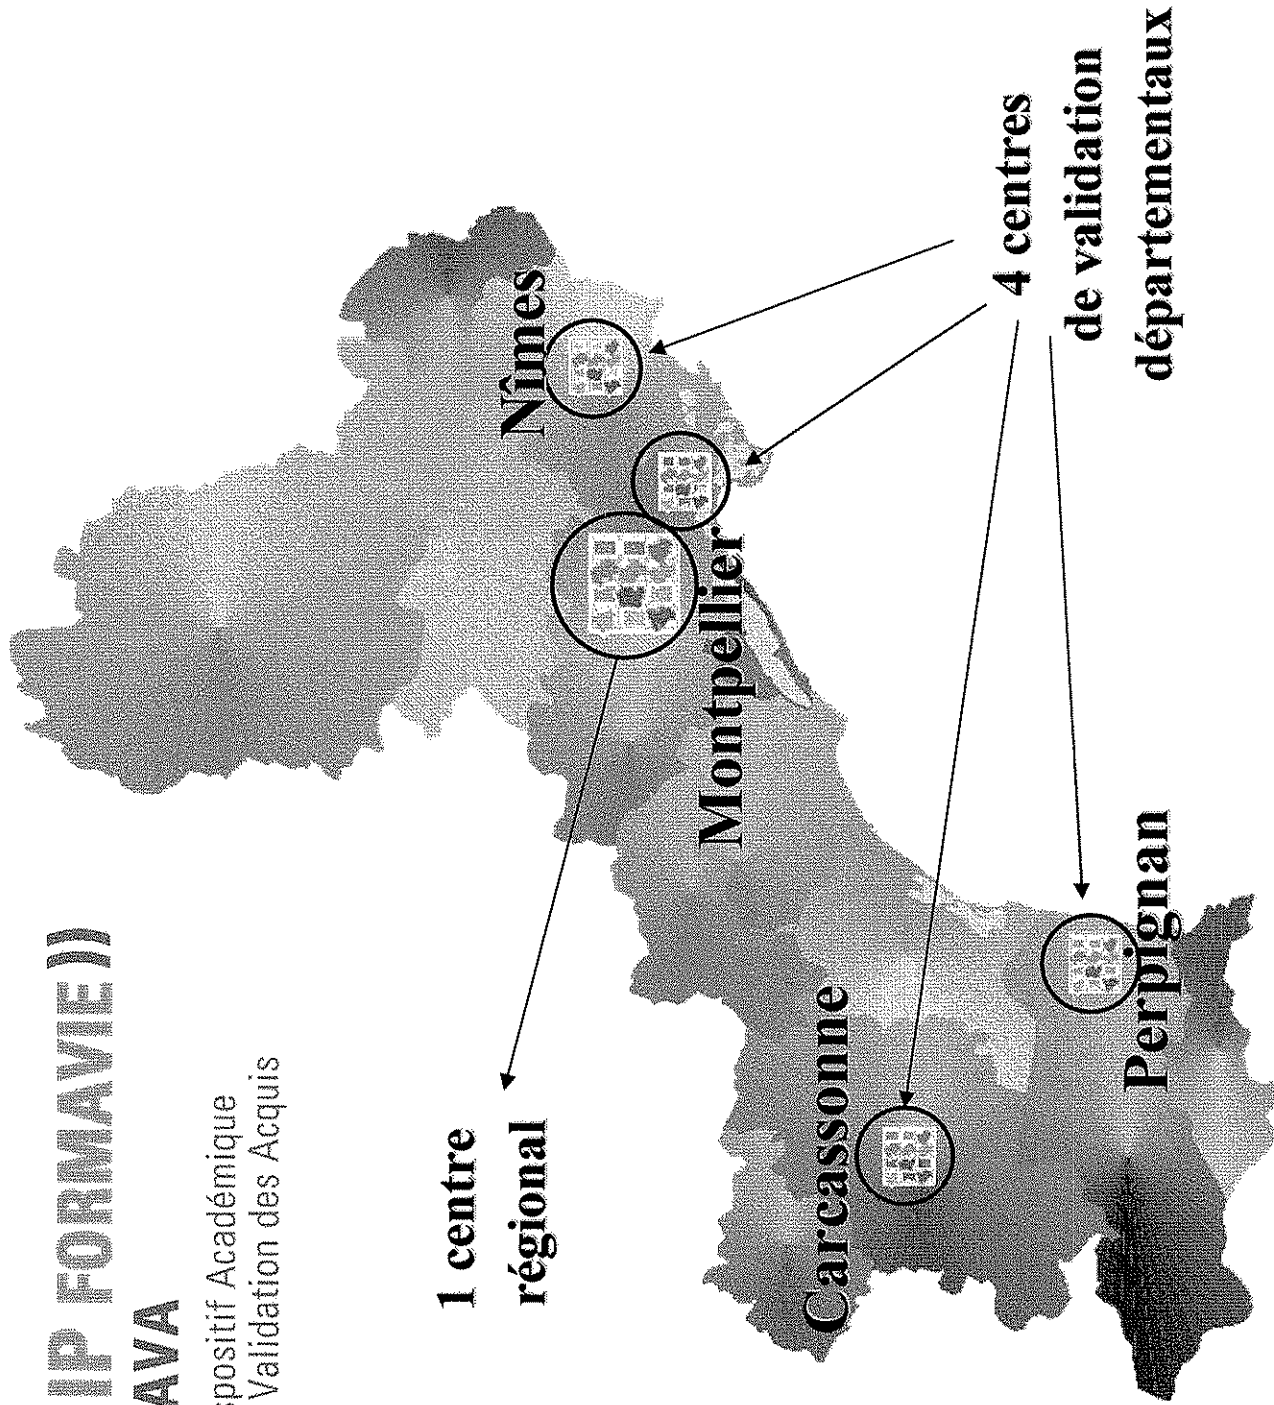 IP FORMAVIE ))
AVA
positif Académique
Validation des Acquis
1 centre
régional
Nîmes
Montpellier
Carcassonne
Perpignan
4 centres
de validation
départementaux